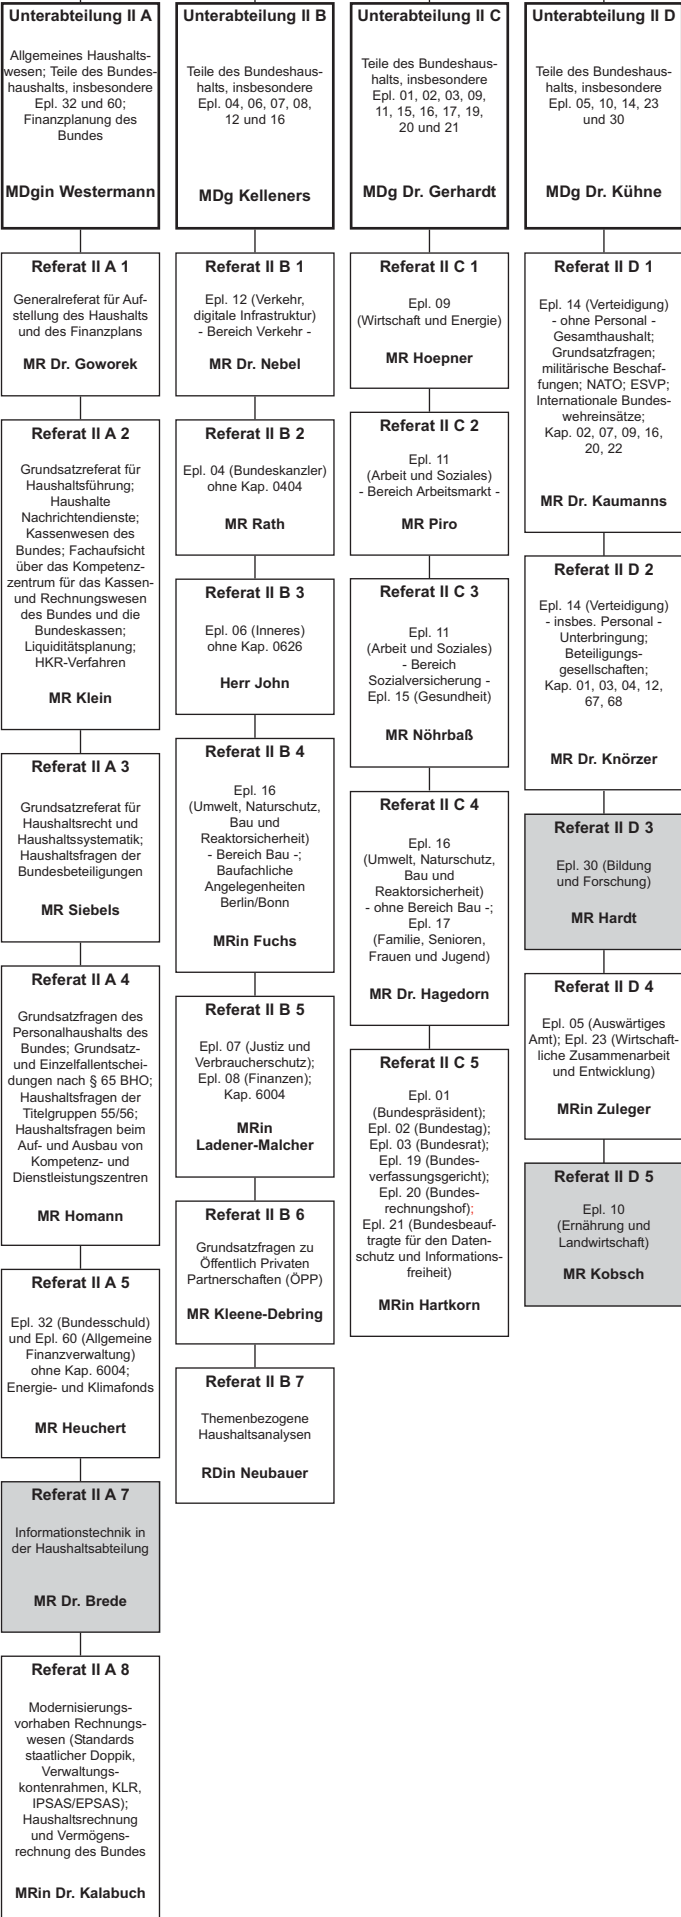 Unterabteilung II A
Allgemeines Haushalts-
wesen; Teile des Bundes-
haushalts, insbesondere
Epl. 32 und 60;
Finanzplanung des
Bundes
MDgin Westermann
Referat II A 1
Generalreferat für Auf-
stellung des Haushalts
und des Finanzplans
MR Dr. Goworek
Referat II A 2
Grundsatzreferat für
Haushaltsführung;
Haushalte
Nachrichtendienste;
Kassenwesen des
Bundes; Fachaufsicht
über das Kompetenz-
zentrum für das Kassen-
und Rechnungswesen
des Bundes und die
Bundeskassen;
Liquiditätsplanung;
HKR-Verfahren
MR Klein
Referat II A 3
Grundsatzreferat für
Haushaltsrecht und
Haushaltssystematik;
Haushaltsfragen der
Bundesbeteiligungen
MR Siebels
Referat II A 4
Grundsatzfragen des
Personalhaushalts des
Bundes; Grundsatz-
und Einzelfallentschei-
dungen nach § 65 BHO;
Haushaltsfragen der
Titelgruppen 55/56;
Haushaltsfragen beim
Auf- und Ausbau von
Kompetenz- und
Dienstleistungszentren
MR Homann
Referat II A 5
Epl. 32 (Bundesschuld)
und Epl. 60 (Allgemeine
Finanzverwaltung)
ohne Kap. 6004;
Energie- und Klimafonds
MR Heuchert
Referat II A 7
Informationstechnik in
der Haushaltsabteilung
MR Dr. Brede
Referat II A 8
Modernisierungs-
vorhaben Rechnungs-
wesen (Standards
staatlicher Doppik,
Verwaltungs-
kontenrahmen, KLR,
IPSAS/EPSAS);
Haushaltsrechnung
und Vermögens-
rechnung des Bundes
MRin Dr. Kalabuch
Unterabteilung II B
Teile des Bundeshaus-
halts, insbesondere
Epl. 04, 06, 07, 08,
12 und 16
MDg Kelleners
Referat II B 1
Epl. 12 (Verkehr,
digitale Infrastruktur)
- Bereich Verkehr -
MR Dr. Nebel
Referat II B 2
Epl. 04 (Bundeskanzler)
ohne Kap. 0404
MR Rath
Referat II B 3
Epl. 06 (Inneres)
ohne Kap. 0626
Herr John
Referat II B 4
Epl. 16
(Umwelt, Naturschutz,
Bau und
Reaktorsicherheit)
- Bereich Bau -;
Baufachliche
Angelegenheiten
Berlin/Bonn
MRin Fuchs
Referat II B 5
Epl. 07 (Justiz und
Verbraucherschutz);
Epl. 08 (Finanzen);
Kap. 6004
MRin
Ladener-Malcher
Referat II B 6
Grundsatzfragen zu
Öffentlich Privaten
Partnerschaften (ÖPP)
MR Kleene-Debring
Referat II B 7
Themenbezogene
Haushaltsanalysen
RDin Neubauer
Unterabteilung II C
Teile des Bundeshaus-
halts, insbesondere
Epl. 01, 02, 03, 09,
11, 15, 16, 17, 19,
20 und 21
MDg Dr. Gerhardt
Referat II C 1
Epl. 09
(Wirtschaft und Energie)
MR Hoepner
Referat II C 2
Epl. 11
(Arbeit und Soziales)
- Bereich Arbeitsmarkt -
MR Piro
Referat II C 3
Epl. 11
(Arbeit und Soziales)
- Bereich
Sozialversicherung -
Epl. 15 (Gesundheit)
MR Nöhrbaß
Referat II C 4
Epl. 16
(Umwelt, Naturschutz,
Bau und
Reaktorsicherheit)
- ohne Bereich Bau -;
Epl. 17
(Familie, Senioren,
Frauen und Jugend)
MR Dr. Hagedorn
Referat II C 5
Epl. 01
(Bundespräsident);
Epl. 02 (Bundestag);
Epl. 03 (Bundesrat);
Epl. 19 (Bundes-
verfassungsgericht);
Epl. 20 (Bundes-
rechnungshof);
Epl. 21 (Bundesbeauf-
tragte für den Daten-
schutz und Informations-
freiheit)
MRin Hartkorn
Unterabteilung II D
Teile des Bundeshaus-
halts, insbesondere
Epl. 05, 10, 14, 23
und 30
MDg Dr. Kühne
Referat II D 1
Epl. 14 (Verteidigung)
- ohne Personal -
Gesamthaushalt;
Grundsatzfragen;
militärische Beschaf-
fungen; NATO; ESVP;
Internationale Bundes-
wehreinsätze;
Kap. 02, 07, 09, 16,
20, 22
MR Dr. Kaumanns
Referat II D 2
Epl. 14 (Verteidigung)
- insbes. Personal -
Unterbringung;
Beteiligungs-
gesellschaften;
Kap. 01, 03, 04, 12,
67, 68
MR Dr. Knörzer
Referat II D 3
Epl. 30 (Bildung
und Forschung)
MR Hardt
Referat II D 4
Epl. 05 (Auswärtiges
Amt); Epl. 23 (Wirtschaft-
liche Zusammenarbeit
und Entwicklung)
MRin Zuleger
Referat II D 5
Epl. 10
(Ernährung und
Landwirtschaft)
MR Kobsch